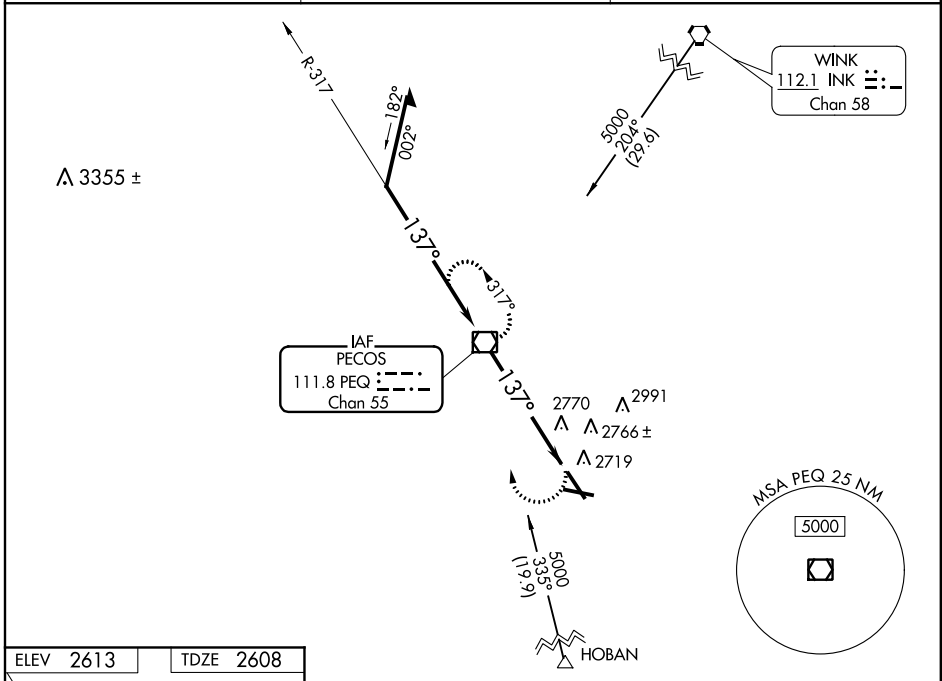 R-317
182°
002°
WINK
112.1 INK
Chan 58
5000
204°
(29.6)
3355 ±
137°
317°
IAF
PECOS
111.8 PEQ
Chan 55
137°
2770
2991
2766 ±
2719
MSA PEQ 25 NM
5000
5000
335°
(19.9)
HOBAN
ELEV 2613
TDZE 2608